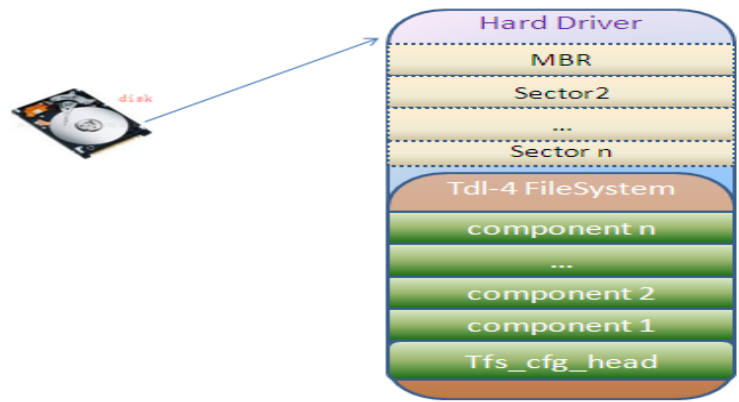 Hard Driver
MBR
disk
Sector2
...
Sector n
Tdl-4 FileSystem
component n
...
component 2
component 1
Tfs_cfg_head